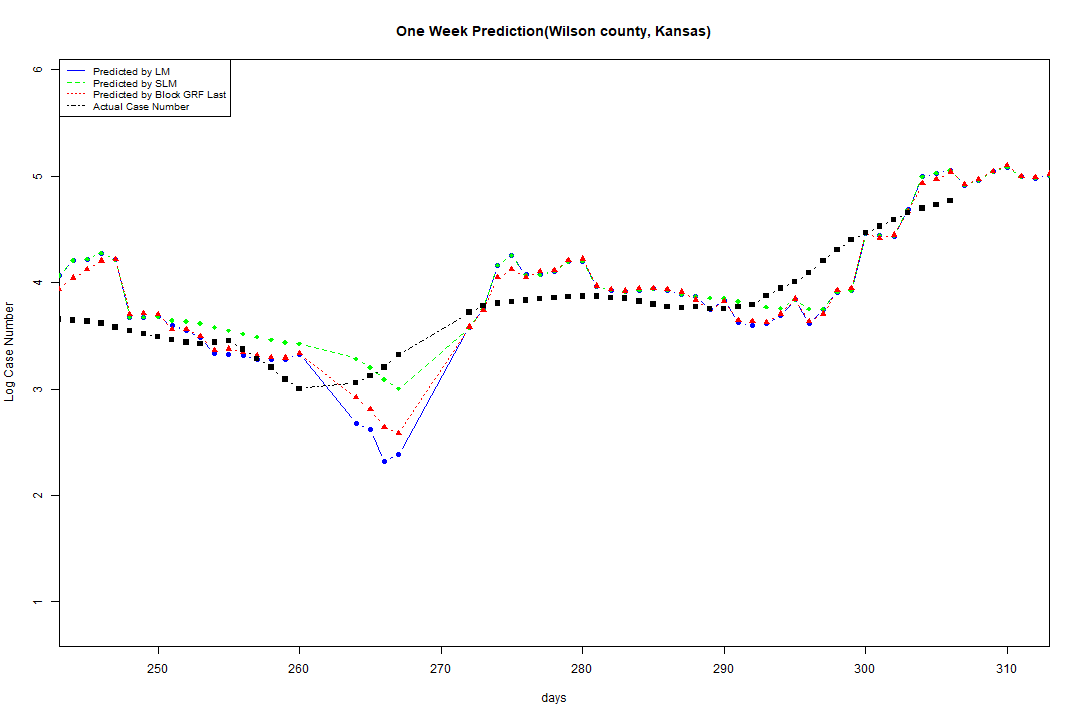 One Week Prediction(Wilson county, Kansas)
Predicted by LM
Predicted by SLM
Predicted by Block GRF Last
Actual Case Number
6
5
4
3
2
1
Log Case Number
250 260 270 280 290 300 310
days